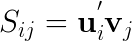 $S_{ij} = \mathbf{u}_i^{'} \mathbf{v}_j$